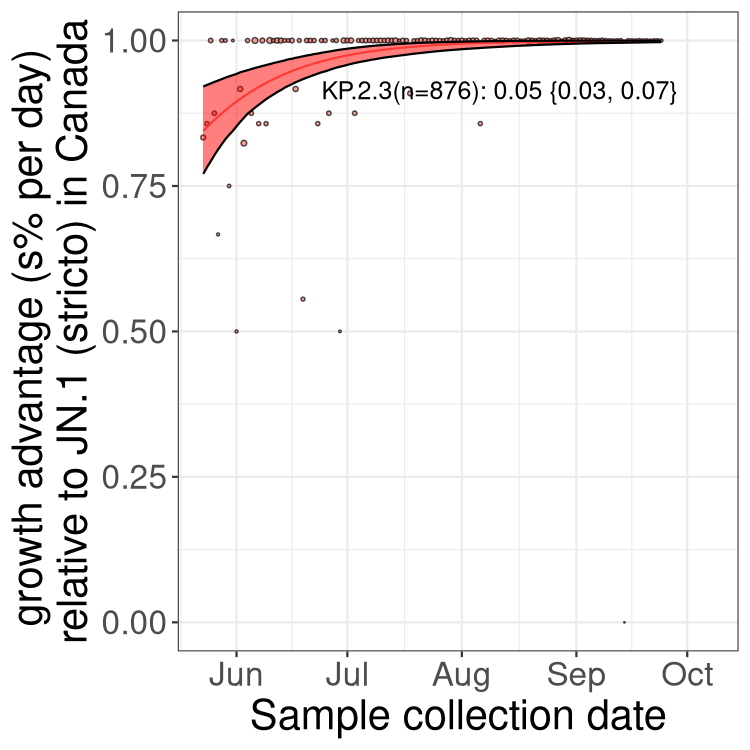 growth advantage (s% per day)
relative to JN.1 (stricto) in Canada
1.00
0.75
0.50
0.25
0.00
KP.2.3(n=876): 0.05 {0.03, 0.07}
Jun Jul Aug Sep Oct
Sample collection date